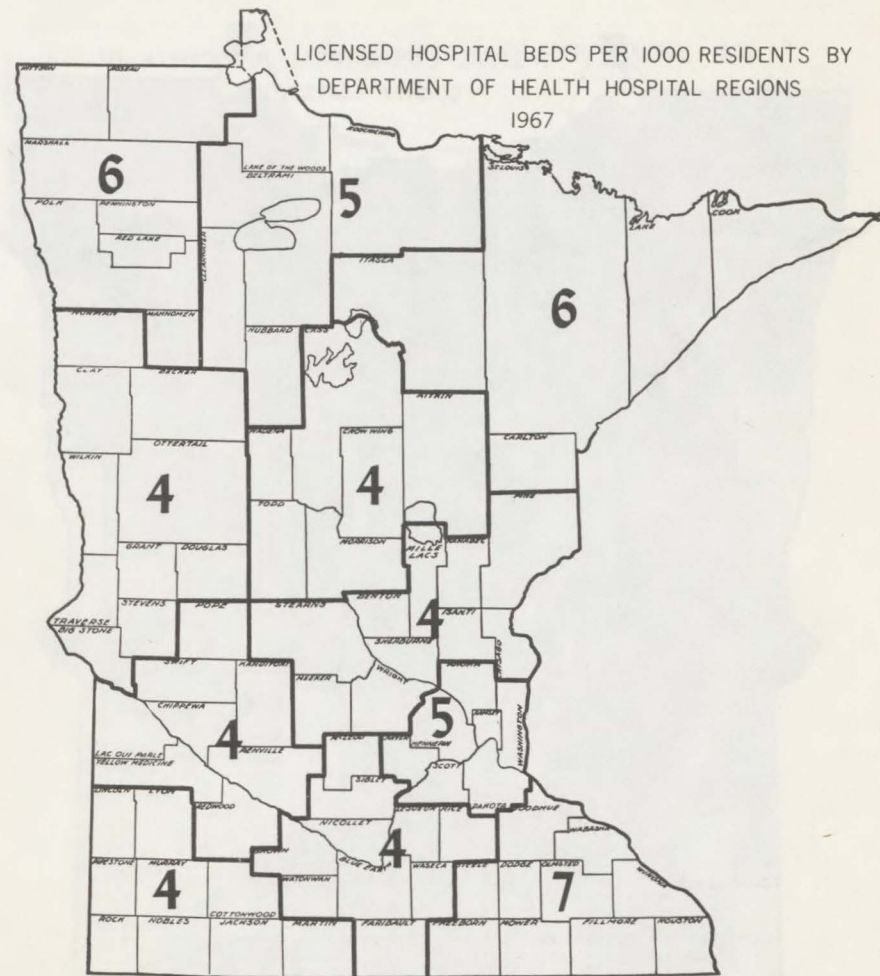 LICENSED HOSPITAL BEDS PER 1000 RESIDENTS BY
DEPARTMENT OF HEALTH HOSPITAL REGIONS
1967
KITTSON
ROSEAU
KOOCHICHING
MARSHALL
6
LAKE OF THE WOODS
BELTRAMI
5
ST. LOUIS
LAKE
COOK
POLK
PENNINGTON
RED LAKE
CLEARWATER
ITASCA
6
NORMAN
MAHNOMEN
HUBBARD
CASS
CLAY
BECKER
AITKIN
WADENA
CROW WING
CARLTON
OTTERTAIL
WILKIN
4
4
PINE
TODD
MORRISON
MILLE
LACS
KANABEC
GRANT
DOUGLAS
STEVENS
POPE
STEARNS
BENTON
4
ISANTI
TRAVERSE
BIG STONE
SHERBURNE
CHISAGO
SWIFT
KANDIYOHI
MEEKER
WRIGHT
ANOKA
CHIPPEWA
5
RAMSEY
WASHINGTON
4
RENVILLE
MCLEOD
CARVER
HENNEPIN
LAC QUI PARLE
YELLOW MEDICINE
SIBLEY
SCOTT
LINCOLN
LYON
REDWOOD
NICOLLET
LESUEUR
RICE
DAKOTA
GOODHUE
WABASHA
BROWN
BLUE EARTH
4
WASECA
STEELE
DODGE
OLMSTED
WINONA
PIPESTONE
MURRAY
4
WATONWAN
7
ROCK
NOBLES
COTTONWOOD
JACKSON
MARTIN
FARIBAULT
FREEBORN
MOWER
FILLMORE
HOUSTON